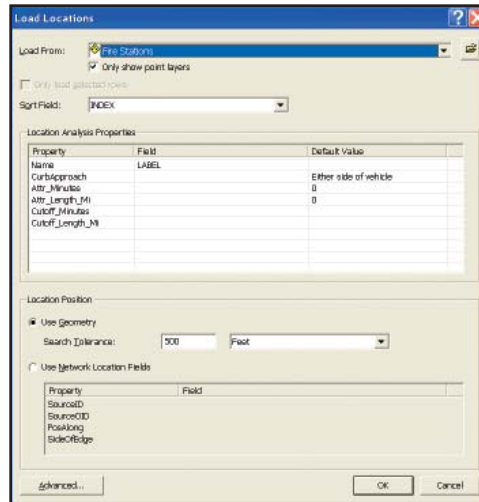 Load Locations
Load From: Fire Stations
Only show point layers
Only load selected rows
Sort Field: INDEX
Location Analysis Properties
Property Field Default Value
Name LABEL
CurbApproach Either side of vehicle
Attr_Minutes 0
Attr_Length_Mi 0
Cutoff_Minutes
Cutoff_Length_Mi
Location Position
Use Geometry
Search Tolerance: 500 Feet
Use Network Location Fields
Property Field
SourceID
SourceOID
PosAlong
SideOfEdge
Advanced...
OK
Cancel